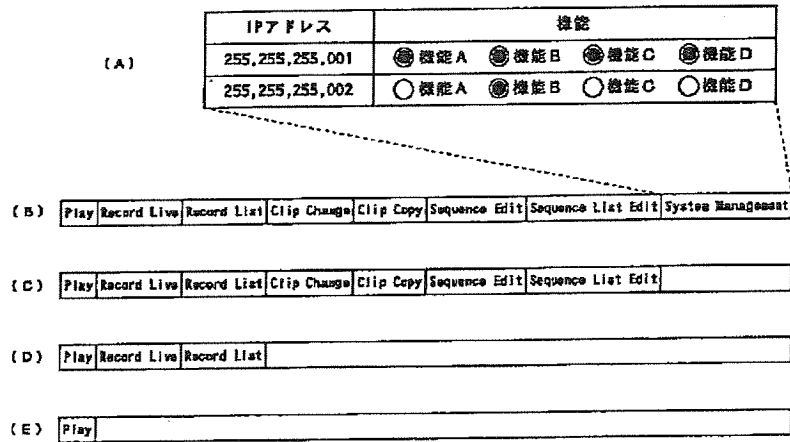 (A)
IPアドレス 機能
255,255,255,001 機能A 機能B 機能C 機能D
255,255,255,002 機能A 機能B 機能C 機能D
(B) Play Record Live Record List Clip Change Clip Copy Sequence Edit Sequence List Edit System Management
(C) Play Record Live Record List Clip Change Clip Copy Sequence Edit Sequence List Edit
(D) Play Record Live Record List
(E) Play